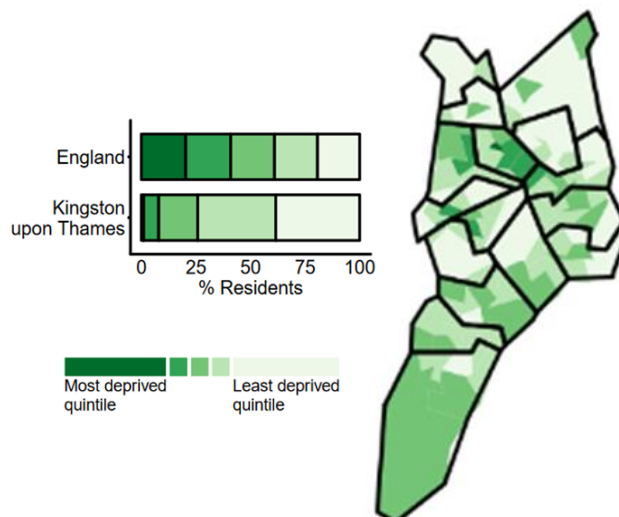 England
Kingston
upon Thames
0 25 50 75 100
% Residents
Most deprived
quintile
Least deprived
quintile